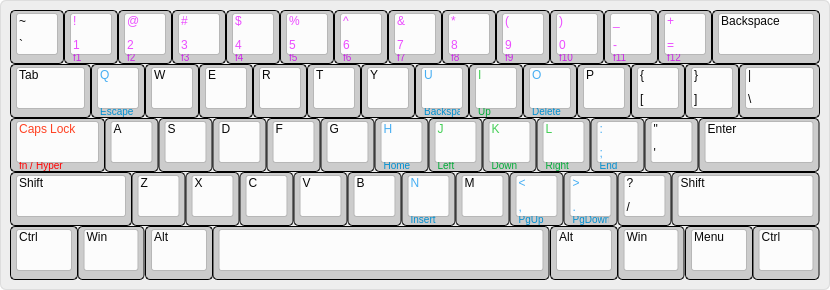 ~ ! @ # $ % ^ & * ( ) _ + Backspace
` 1 2 3 4 5 6 7 8 9 0 - =
f1 f2 f3 f4 f5 f6 f7 f8 f9 f10 f11 f12
Tab Q W E R T Y U I O P { } |
[ ] \
Escape Backspa Up Delete
Caps Lock A S D F G H J K L : " Enter
; '
fn / Hyper Home Left Down Right End
Shift Z X C V B N M < > ? Shift
, . /
Insert PgUp PgDown
Ctrl Win Alt Alt Win Menu Ctrl